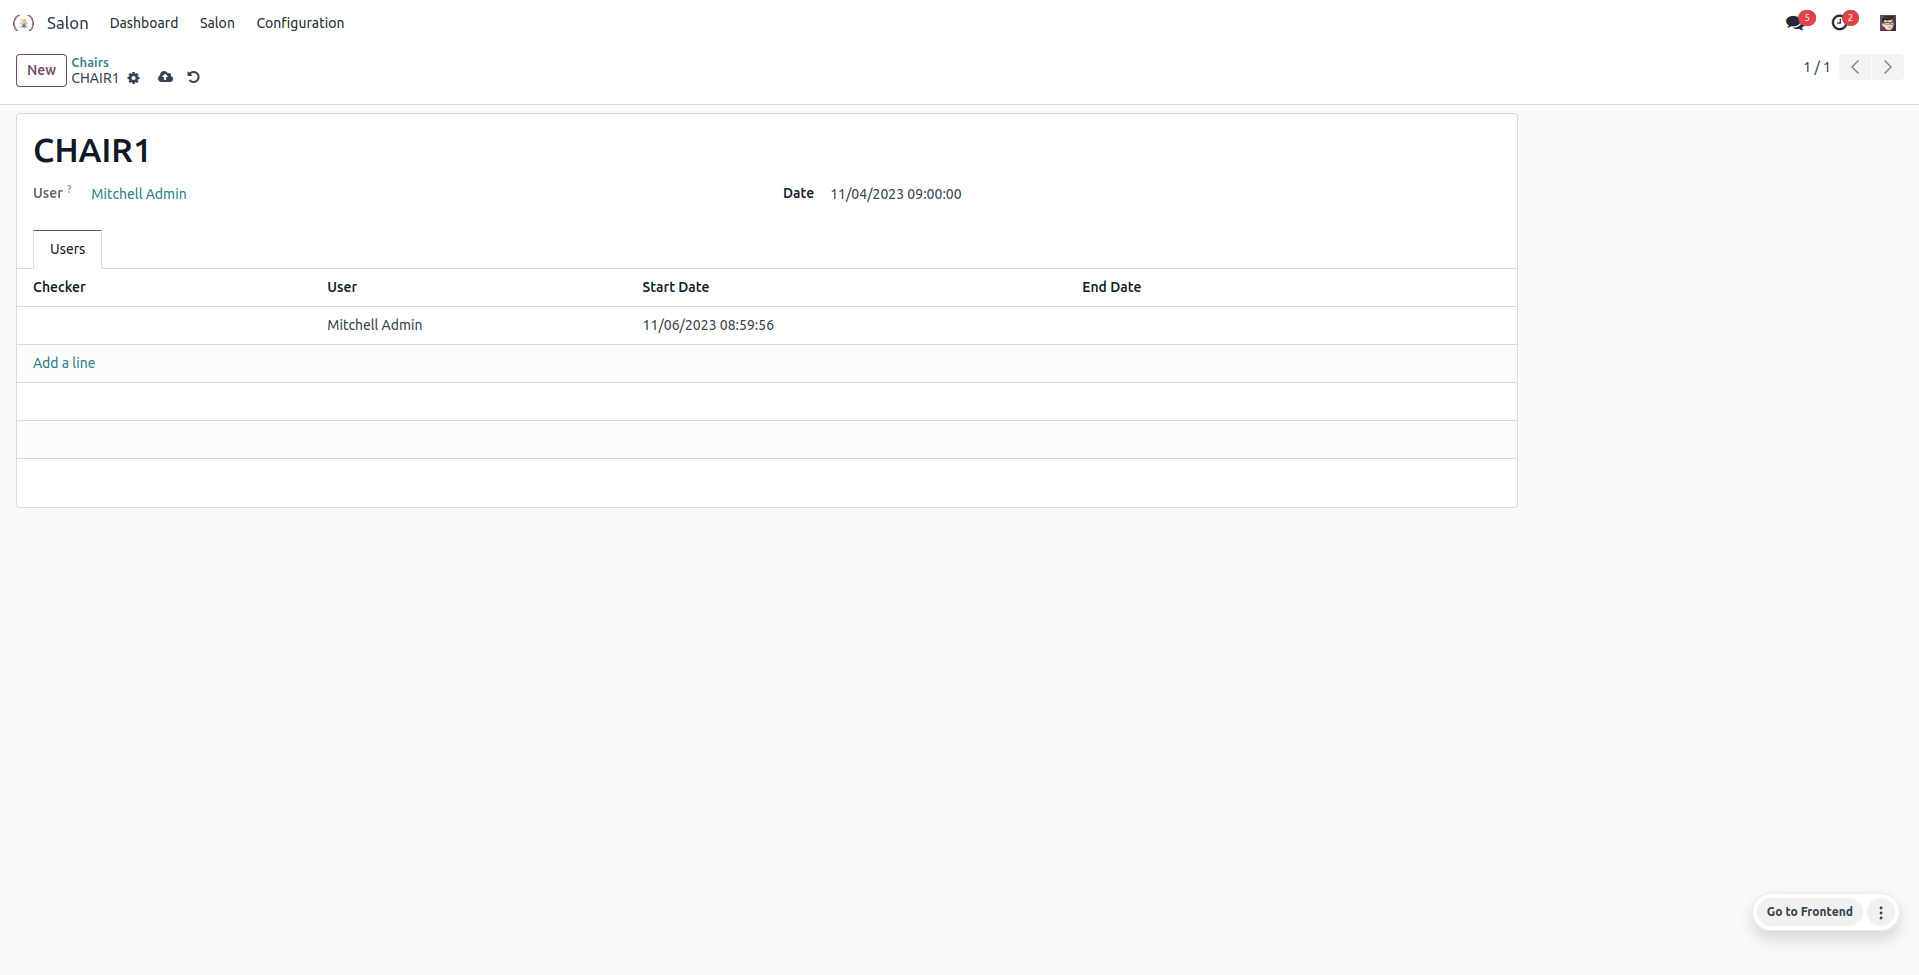 Salon Dashboard Salon Configuration 5 2
New Chairs
CHAIR1
1 / 1
CHAIR1
User ? Mitchell Admin Date 11/04/2023 09:00:00
Users
Checker User Start Date End Date
Mitchell Admin 11/06/2023 08:59:56
Add a line
Go to Frontend